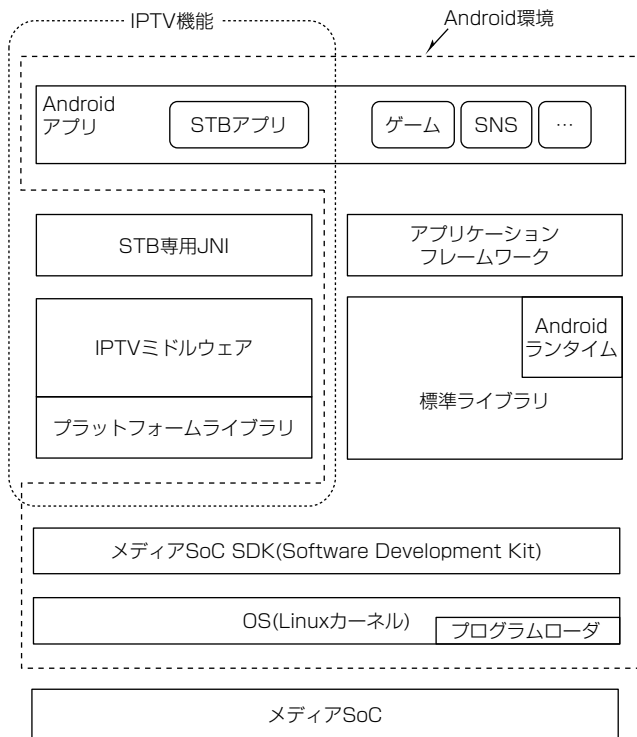 IPTV機能
Android環境
Android
アプリ
STBアプリ
ゲーム
SNS
…
STB専用JNI
アプリケーション
フレームワーク
IPTVミドルウェア
Android
ランタイム
標準ライブラリ
プラットフォームライブラリ
メディアSoC SDK(Software Development Kit)
OS(Linuxカーネル)
プログラムローダ
メディアSoC